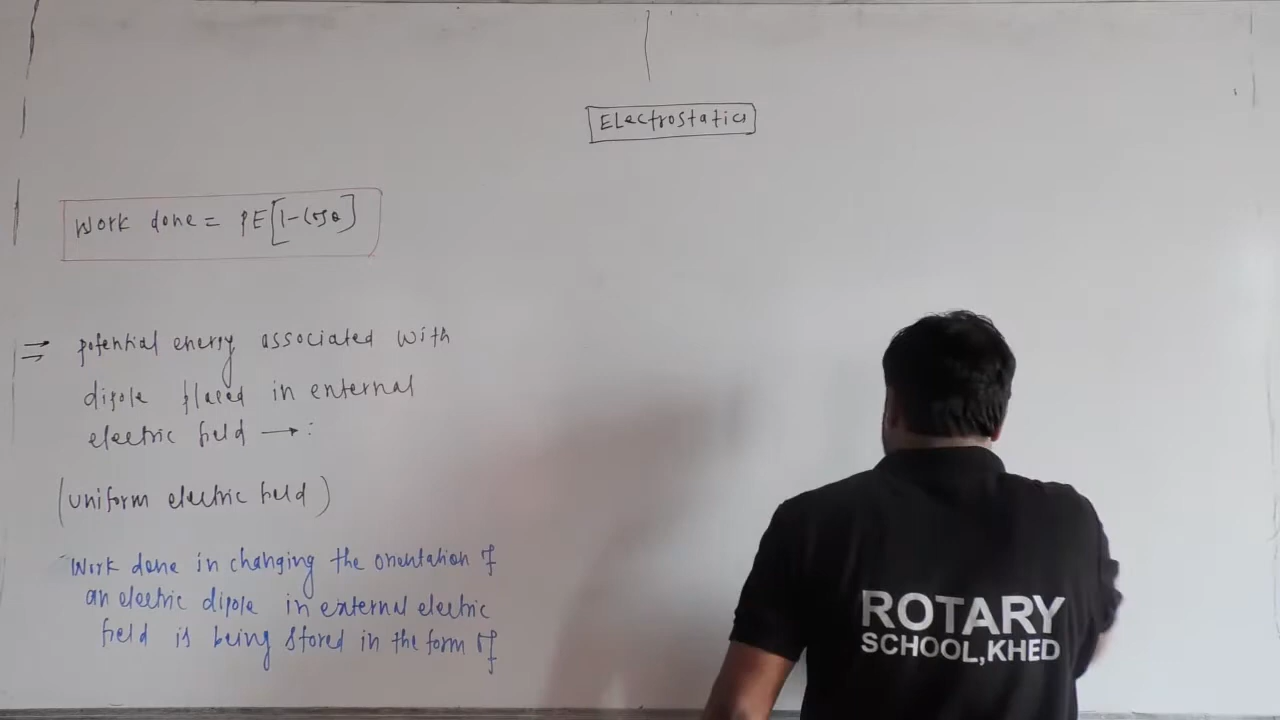 Electrostatics
Work done = PE[1-Cosθ]
⇒ potential energy associated with
dipole placed in external
electric field → :
(uniform electric field)
Work done in changing the orientation of
an electric dipole in external electric
field is being stored in the form of
ROTARY
SCHOOL,KHED